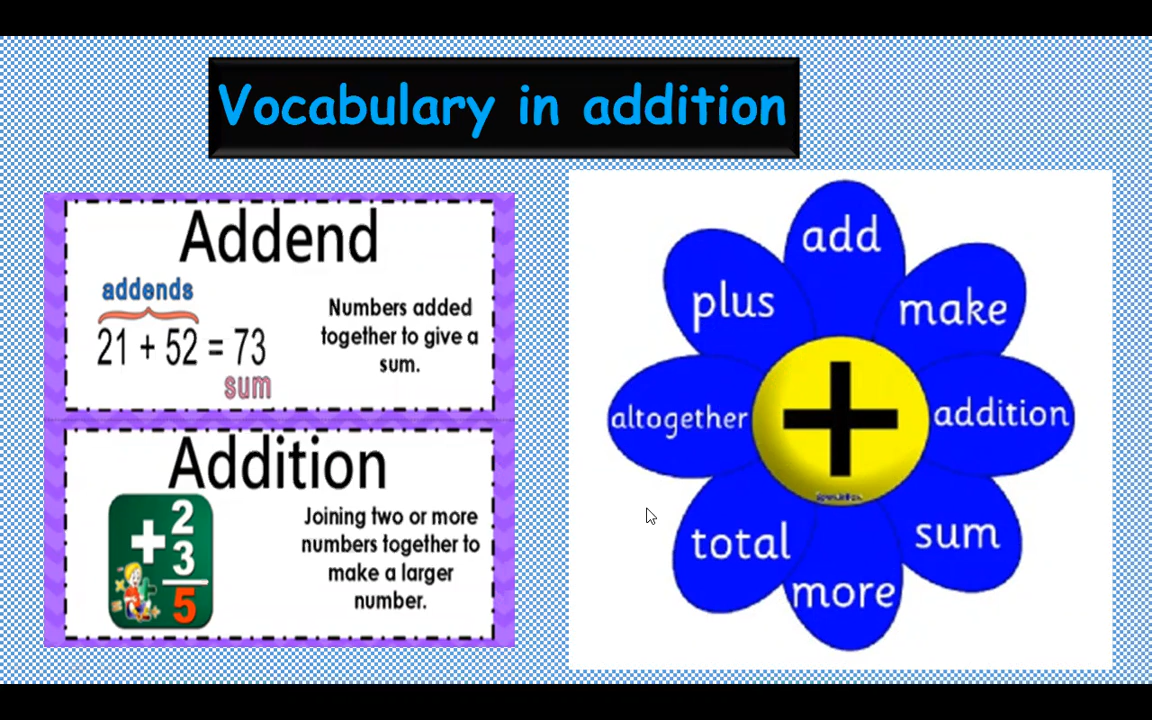 Vocabulary in addition
Addend
addends
21 + 52 = 73
sum
Numbers added
together to give a
sum.
Addition
+ 2
3
5
Joining two or more
numbers together to
make a larger
number.
add
plus
make
altogether
+
addition
total
sum
more